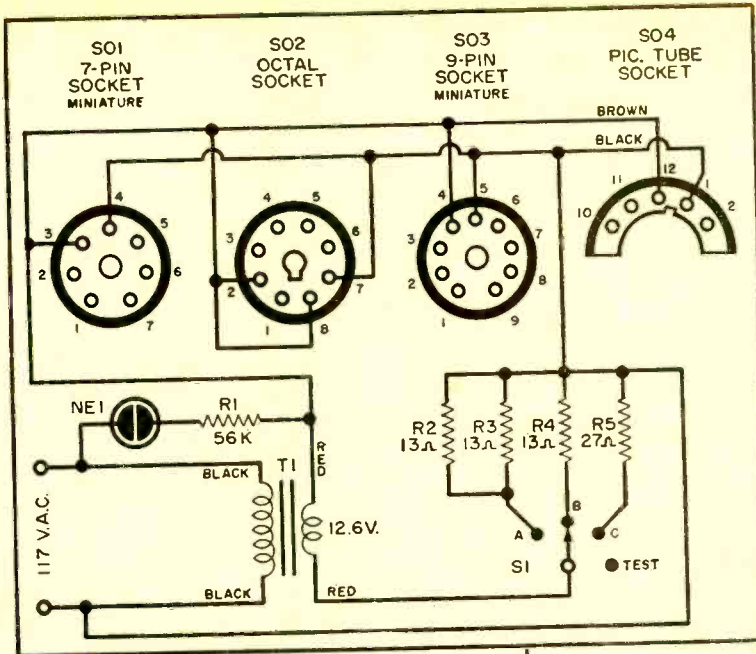 SO1
7-PIN
SOCKET
MINIATURE
SO2
OCTAL
SOCKET
SO3
9-PIN
SOCKET
MINIATURE
SO4
PIC. TUBE
SOCKET
BROWN
BLACK
4
3
5
2
6
1
7
4
5
3
6
2
7
1
8
4
5
6
3
7
2
8
1
9
11
12
1
10
2
NE1
R1
56K
RED
T1
BLACK
12.6V.
117 V.A.C.
BLACK
RED
R2
13Ω
R3
13Ω
R4
13Ω
R5
27Ω
A
B
C
S1
TEST